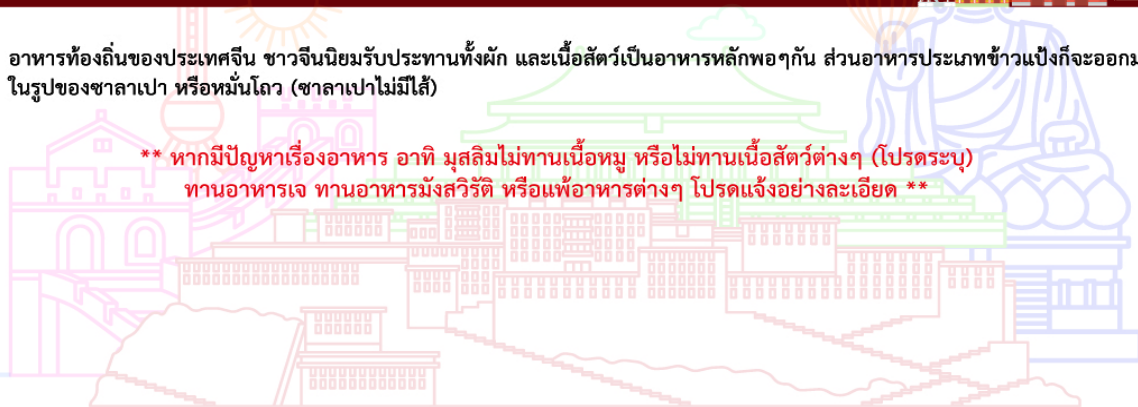 อาหารท้องถิ่นของประเทศจีน ชาวจีนนิยมรับประทานทั้งผัก และเนื้อสัตว์เป็นอาหารหลักพอๆกัน ส่วนอาหารประเภทข้าวแป้งก็จะออกม
ในรูปของซาลาเปา หรือหมั่นโถว (ซาลาเปาไม่มีไส้)
** หากมีปัญหาเรื่องอาหาร อาทิ มุสลิมไม่ทานเนื้อหมู หรือไม่ทานเนื้อสัตว์ต่างๆ (โปรดระบุ)
ทานอาหารเจ ทานอาหารมังสวิรัติ หรือแพ้อาหารต่างๆ โปรดแจ้งอย่างละเอียด **